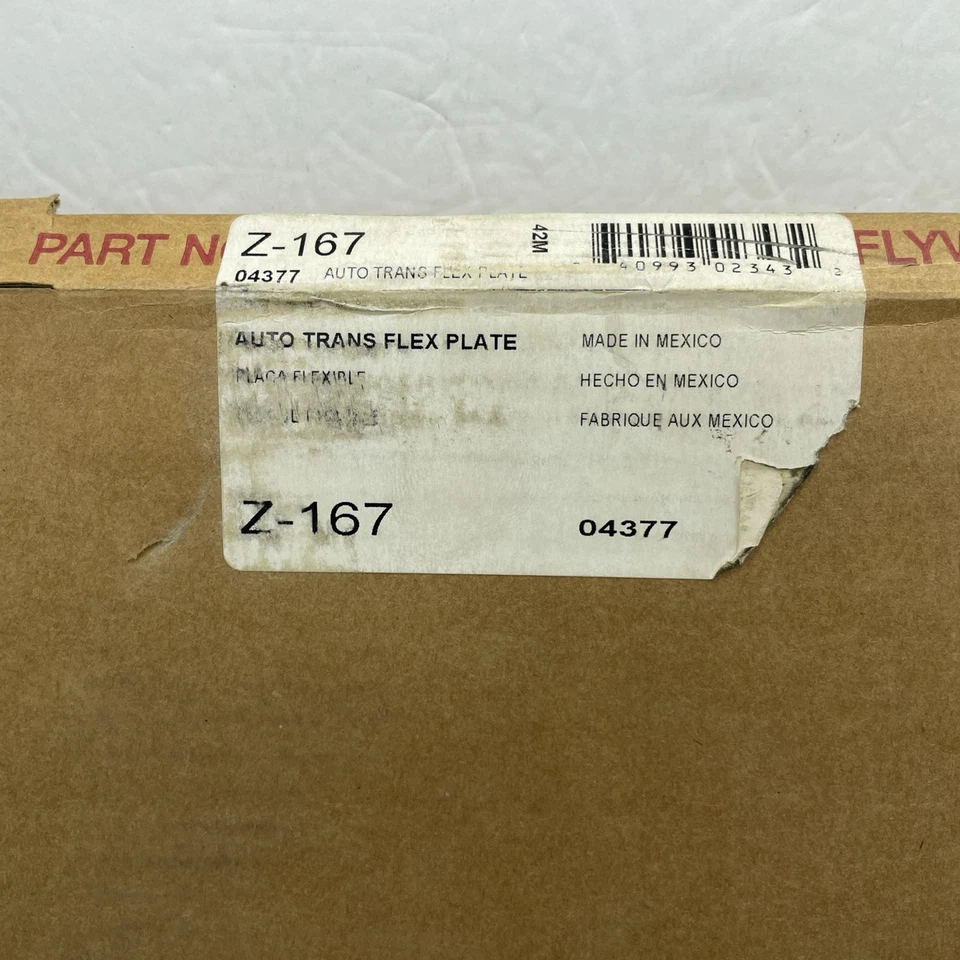 PART N
Z-167
42M
FLYW
40993 02343 2
04377 AUTO TRANS FLEX PLATE
AUTO TRANS FLEX PLATE
MADE IN MEXICO
PLACA FLEXIBLE
HECHO EN MEXICO
FABRIQUE AUX MEXICO
Z-167
04377